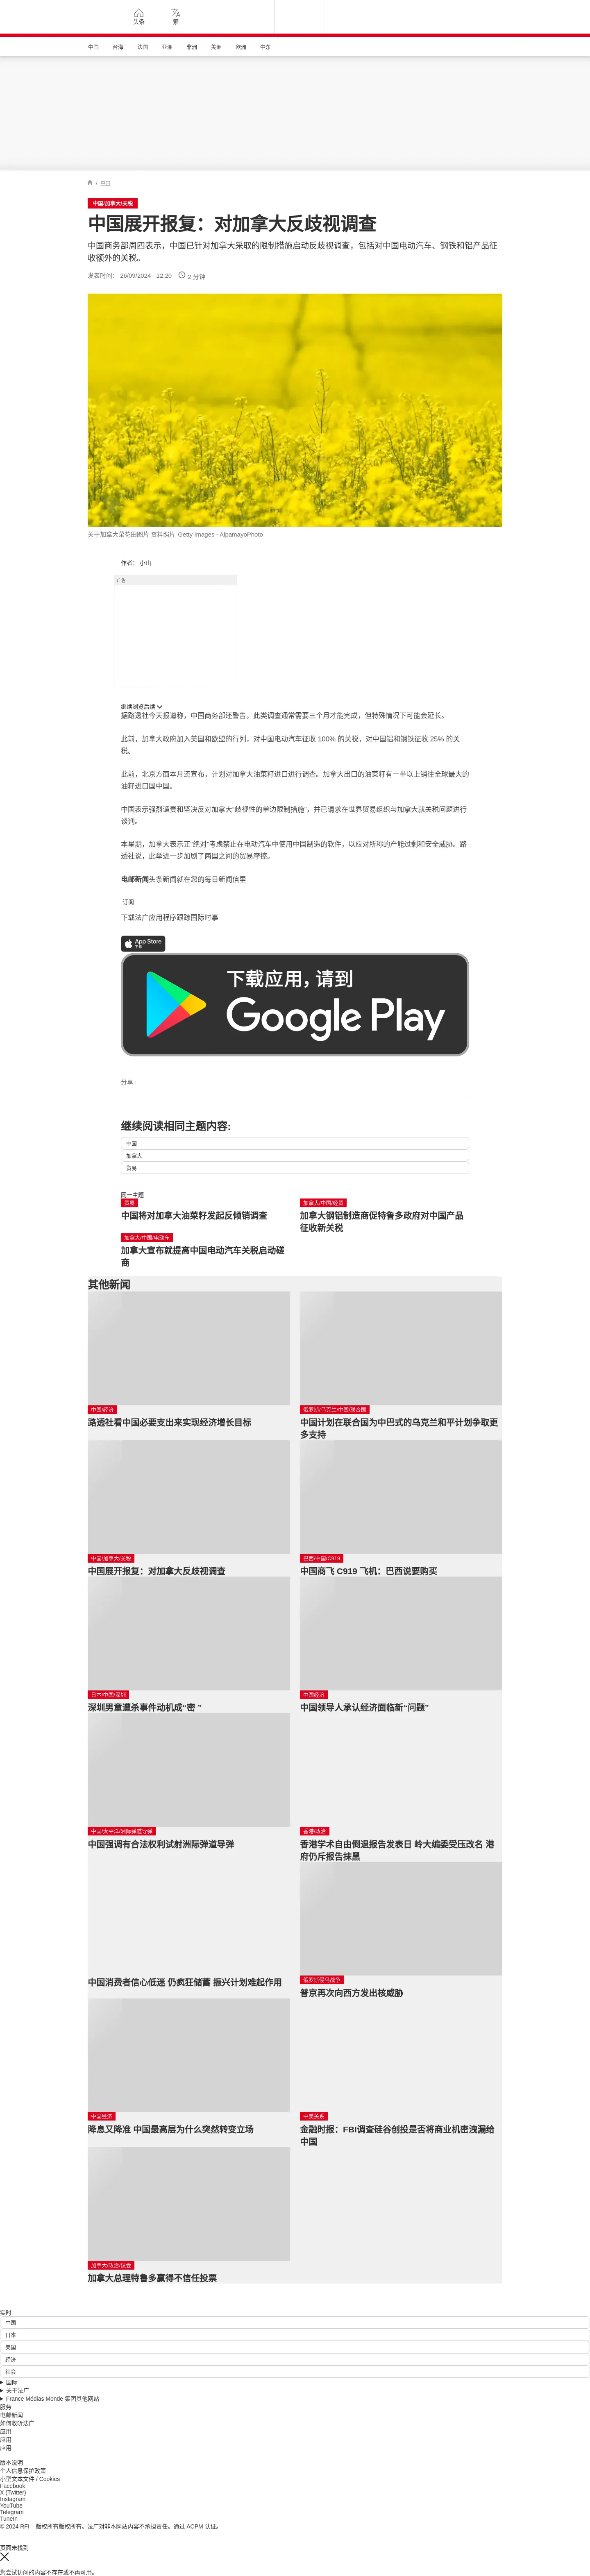 头条
繁
中国
台海
法国
亚洲
非洲
美洲
欧洲
中东
/ 中国
中国/加拿大/关税
中国展开报复：对加拿大反歧视调查
中国商务部周四表示，中国已针对加拿大采取的限制措施启动反歧视调查，包括对中国电动汽车、钢铁和铝产品征
收额外的关税。
发表时间： 26/09/2024 - 12:20 2 分钟
关于加拿大菜花田图片 资料照片 Getty Images - AlpamayoPhoto
作者： 小山
广告
继续浏览后续
据路透社今天报道称，中国商务部还警告，此类调查通常需要三个月才能完成，但特殊情况下可能会延长。
此前，加拿大政府加入美国和欧盟的行列，对中国电动汽车征收 100% 的关税，对中国铝和钢铁征收 25% 的关
税。
此前，北京方面本月还宣布，计划对加拿大油菜籽进口进行调查。加拿大出口的油菜籽有一半以上销往全球最大的
油籽进口国中国。
中国表示强烈谴责和坚决反对加拿大“歧视性的单边限制措施”，并已请求在世界贸易组织与加拿大就关税问题进行
谈判。
本星期，加拿大表示正“绝对”考虑禁止在电动汽车中使用中国制造的软件，以应对所称的产能过剩和安全威胁。路
透社说，此举进一步加剧了两国之间的贸易摩擦。
电邮新闻头条新闻就在您的每日新闻信里
订阅
下载法广应用程序跟踪国际时事
App Store
下载
下载应用，请到
Google Play
分享 :
继续阅读相同主题内容:
中国
加拿大
贸易
同一主题
贸易
中国将对加拿大油菜籽发起反倾销调查
加拿大/中国/经贸
加拿大钢铝制造商促特鲁多政府对中国产品
征收新关税
加拿大/中国/电动车
加拿大宣布就提高中国电动汽车关税启动磋
商
其他新闻
中国/经济
路透社看中国必要支出来实现经济增长目标
俄罗斯/乌克兰/中国/联合国
中国计划在联合国为中巴式的乌克兰和平计划争取更
多支持
中国/加拿大/关税
中国展开报复：对加拿大反歧视调查
巴西/中国/C919
中国商飞 C919 飞机：巴西说要购买
日本/中国/深圳
深圳男童遭杀事件动机成“密 ”
中国经济
中国领导人承认经济面临新“问题”
中国/太平洋/洲际弹道导弹
中国强调有合法权利试射洲际弹道导弹
香港/政治
香港学术自由倒退报告发表日 岭大编委受压改名 港
府仍斥报告抹黑
中国消费者信心低迷 仍疯狂储蓄 振兴计划难起作用
俄罗斯侵乌战争
普京再次向西方发出核威胁
中国经济
降息又降准 中国最高层为什么突然转变立场
中美关系
金融时报：FBI调查硅谷创投是否将商业机密洩漏给
中国
加拿大/政治/议会
加拿大总理特鲁多赢得不信任投票
实时
中国
日本
美国
经济
社会
国际
关于法广
France Médias Monde 集团其他网站
服务
电邮新闻
如何收听法广
应用
应用
应用
版本说明
个人信息保护政策
小型文本文件 / Cookies
Facebook
X (Twitter)
Instagram
YouTube
Telegram
TuneIn
© 2024 RFI – 版权所有版权所有。法广对非本网站内容不承担责任。通过 ACPM 认证。
页面未找到
您尝试访问的内容不存在或不再可用。